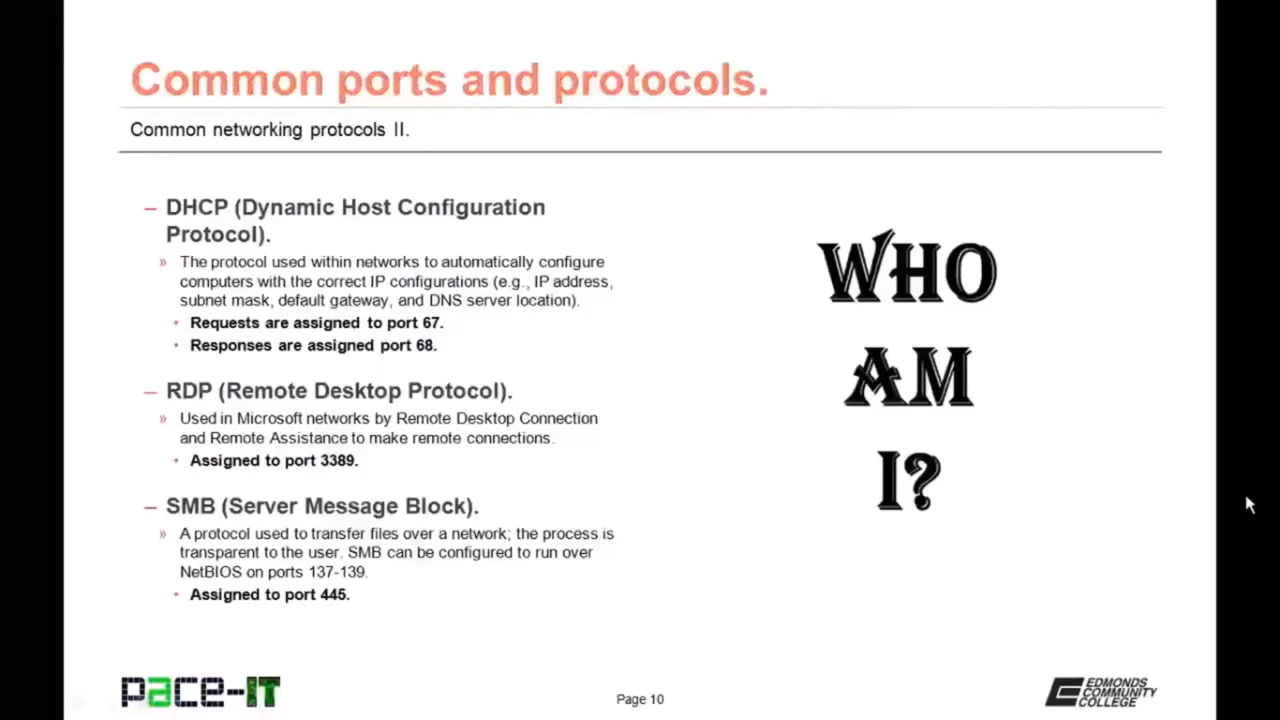 Common ports and protocols.
Common networking protocols II.
– DHCP (Dynamic Host Configuration
Protocol).
» The protocol used within networks to automatically configure
computers with the correct IP configurations (e.g., IP address,
subnet mask, default gateway, and DNS server location).
• Requests are assigned to port 67.
• Responses are assigned port 68.
– RDP (Remote Desktop Protocol).
» Used in Microsoft networks by Remote Desktop Connection
and Remote Assistance to make remote connections.
• Assigned to port 3389.
– SMB (Server Message Block).
» A protocol used to transfer files over a network; the process is
transparent to the user. SMB can be configured to run over
NetBIOS on ports 137-139.
• Assigned to port 445.
WHO
AM
I?
pace-IT
Page 10
EDMONDS
COMMUNITY
COLLEGE